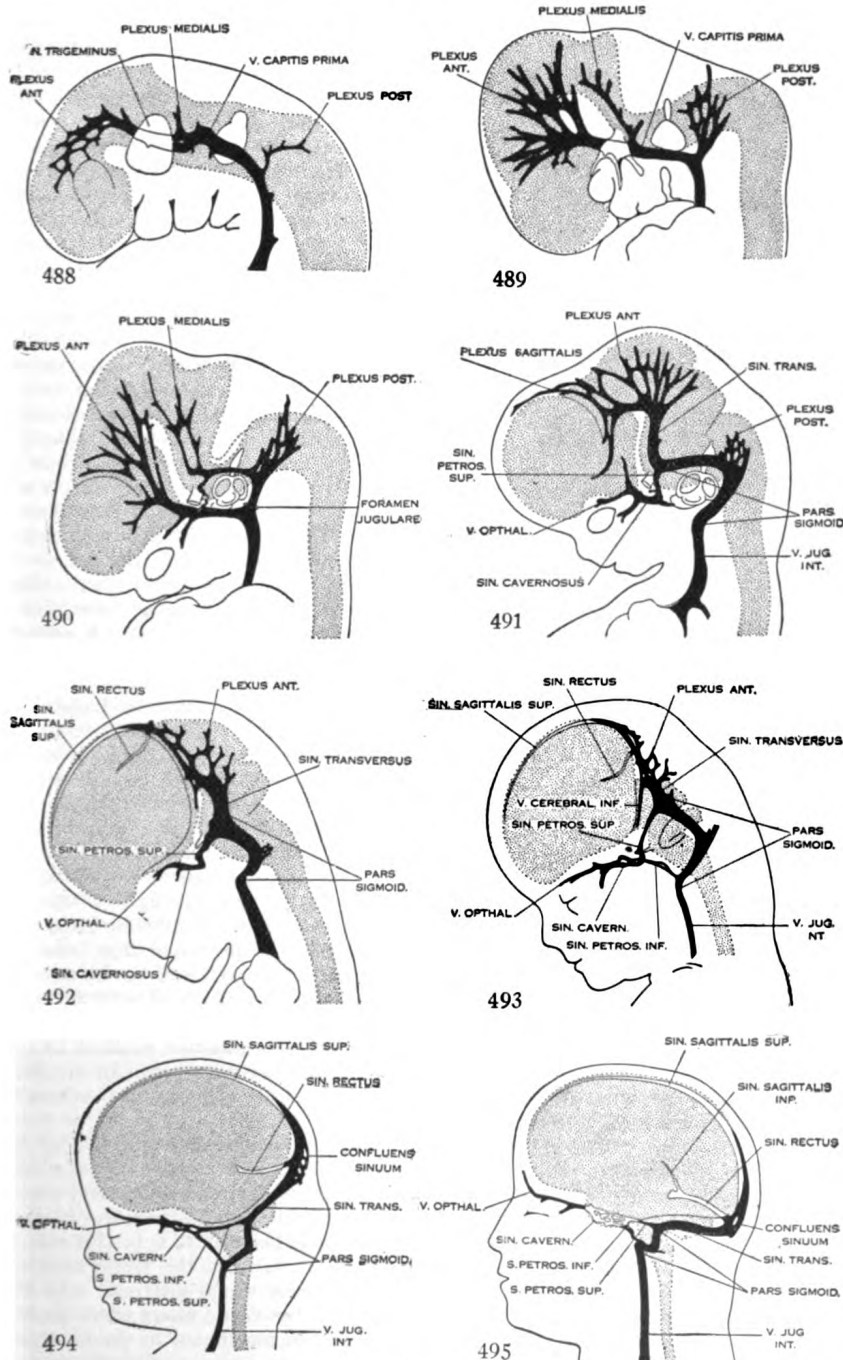 PLEXUS MEDIALIS
N. TRIGEMINUS
V. CAPITIS PRIMA
PLEXUS
ANT
PLEXUS POST
488
PLEXUS MEDIALIS
PLEXUS
ANT.
V. CAPITIS PRIMA
PLEXUS
POST.
489
PLEXUS MEDIALIS
PLEXUS ANT
PLEXUS POST.
FORAMEN
JUGULARE
490
PLEXUS ANT
PLEXUS SAGITTALIS
SIN. TRANS.
PLEXUS
POST.
SIN.
PETROS.
SUP.
PARS
SIGMOID.
V. OPTHAL.
V. JUG
INT.
SIN. CAVERNOSUS
491
SIN. RECTUS
SIN.
SAGITTALIS
SUP.
PLEXUS ANT.
SIN. TRANSVERSUS
SIN. PETROS. SUP.
PARS
SIGMOID.
V. OPTHAL.
SIN. CAVERNOSUS
492
SIN. RECTUS
SIN. SAGITTALIS SUP.
PLEXUS ANT.
SIN. TRANSVERSUS
V. CEREBRAL INF.
SIN. PETROS. SUP
PARS
SIGMOID.
V. OPTHAL
SIN. CAVERN.
SIN. PETROS. INF.
V. JUG.
NT
493
SIN. SAGITTALIS SUP.
SIN. RECTUS
CONFLUENS
SINUUM
SIN. TRANS.
V. OPTHAL
SIN. CAVERN.
PARS SIGMOID.
S. PETROS. INF.
S. PETROS. SUP.
V. JUG.
INT
494
SIN. SAGITTALIS SUP.
SIN. SAGITTALIS
INF.
SIN. RECTUS
V. OPTHAL
CONFLUENS
SINUUM
SIN. CAVERN.
SIN. TRANS.
S. PETROS. INF.
S. PETROS. SUP.
PARS SIGMOID.
V. JUG
INT.
495